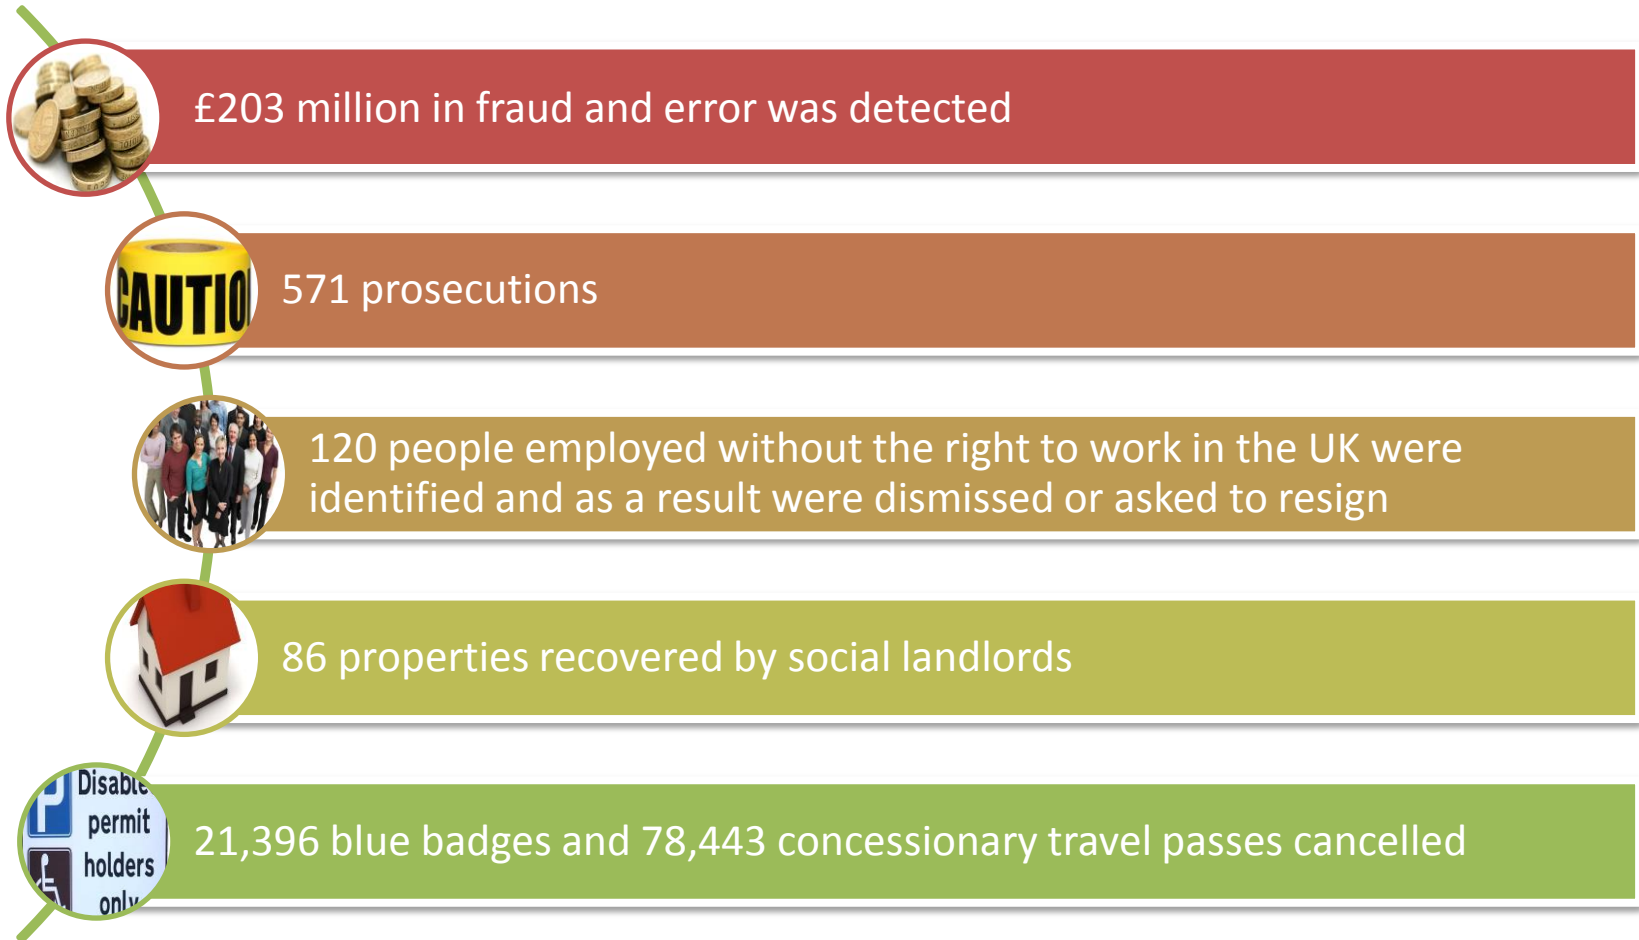 £203 million in fraud and error was detected
CAUTIO
571 prosecutions
120 people employed without the right to work in the UK were
identified and as a result were dismissed or asked to resign
86 properties recovered by social landlords
P
Disable
permit
holders
only
21,396 blue badges and 78,443 concessionary travel passes cancelled